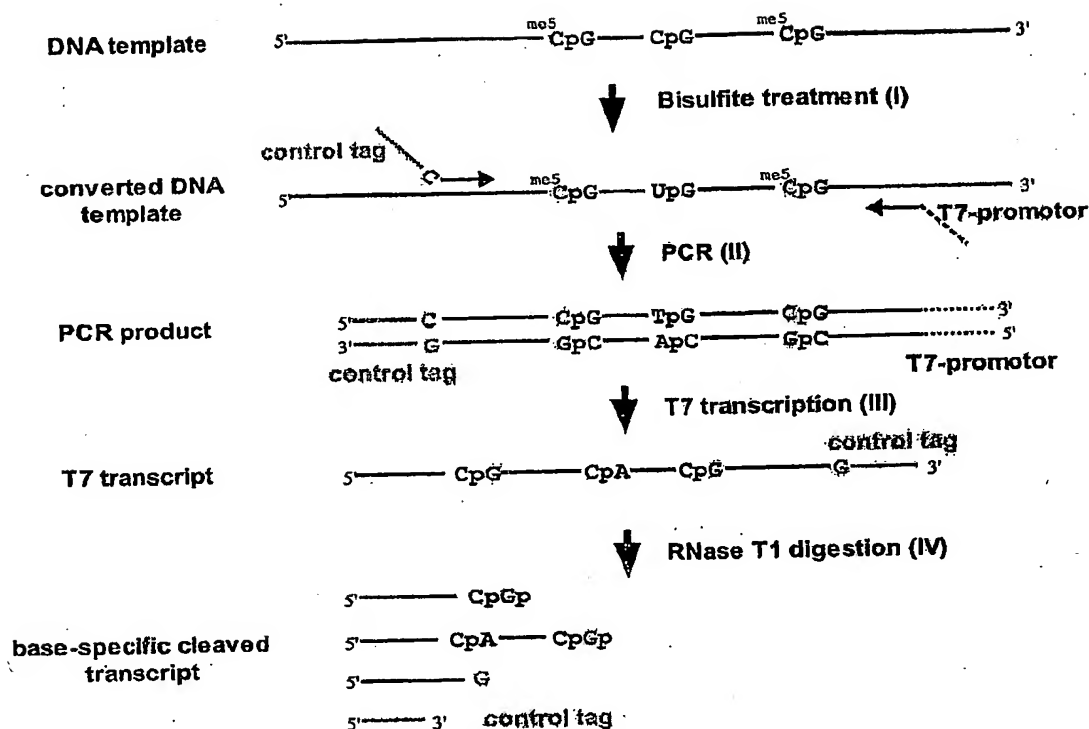 DNA template
5' mo5 CpG CpG me5 CpG 3'
Bisulfite treatment (I)
control tag
C
converted DNA template
5' me5 CpG UpG me5 CpG 3'
T7-promotor
PCR (II)
PCR product
5' C CpG TpG CpG 3'
3' G GpC ApC GpC 5'
control tag
T7-promotor
T7 transcription (III)
control tag
T7 transcript
5' CpG CpA CpG G 3'
RNase T1 digestion (IV)
5' CpGp
base-specific cleaved transcript
5' CpA CpGp
5' G
5' 3' control tag